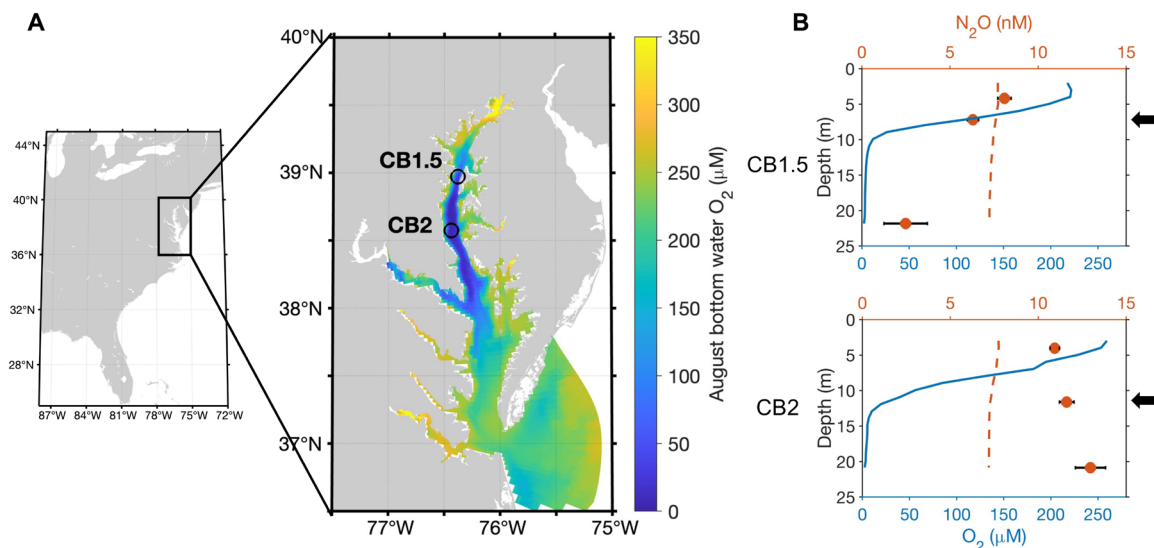 A
44°N
40°N
36°N
32°N
28°N
87°W 84°W 81°W 78°W 75°W 72°W
40°N
39°N
38°N
37°N
77°W 76°W 75°W
CB1.5
CB2
350
300
250
200
150
100
50
0
August bottom water O2 (μM)
B
N2O (nM)
0 5 10 15
0
5
10
15
20
25
Depth (m)
CB1.5
0 50 100 150 200 250
0 5 10 15
0
5
10
15
20
25
Depth (m)
CB2
0 50 100 150 200 250
O2 (μM)